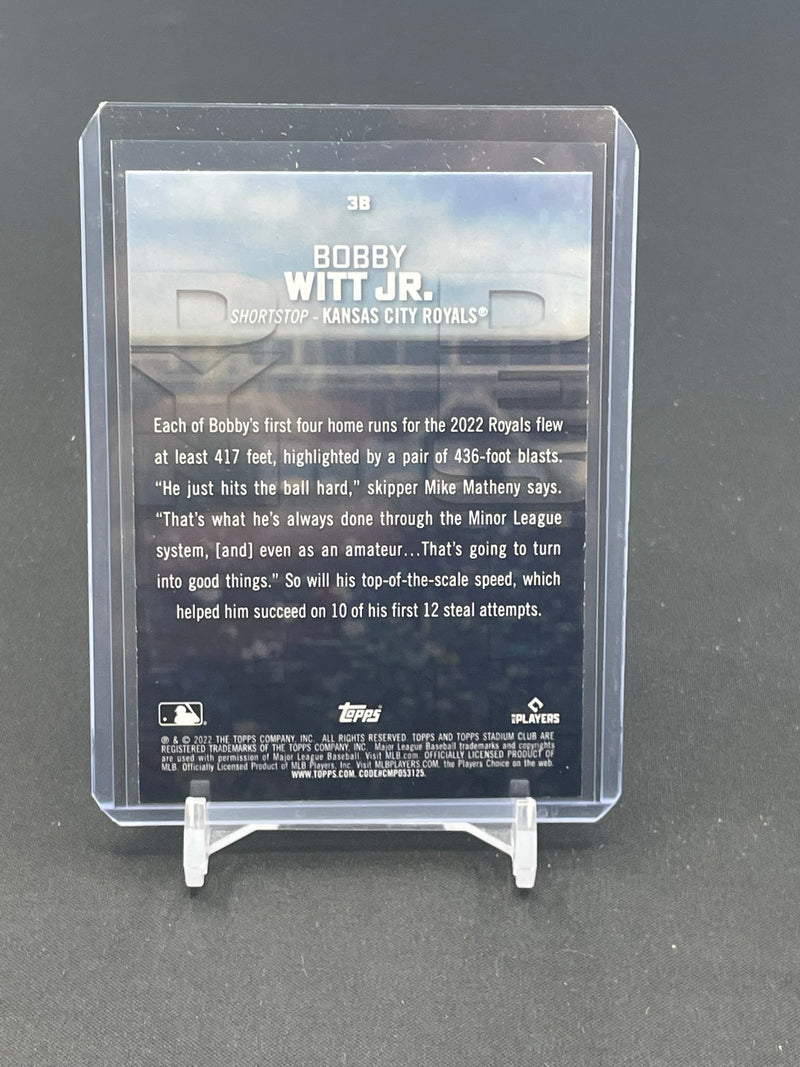 3B
BOBBY
WITT JR.
SHORTSTOP - KANSAS CITY ROYALS®
Each of Bobby's first four home runs for the 2022 Royals flew
at least 417 feet, highlighted by a pair of 436-foot blasts.
“He just hits the ball hard,” skipper Mike Matheny says.
“That's what he's always done through the Minor League
system, [and] even as an amateur...That's going to turn
into good things.” So will his top-of-the-scale speed, which
helped him succeed on 10 of his first 12 steal attempts.
Topps
PLAYERS
® & © 2022 THE TOPPS COMPANY, INC. ALL RIGHTS RESERVED. TOPPS AND TOPPS STADIUM CLUB ARE
REGISTERED TRADEMARKS OF THE TOPPS COMPANY, INC. Major League Baseball trademarks and copyrights
are used with permission of Major League Baseball. Visit MLB.com. OFFICIALLY LICENSED PRODUCT OF
MLB. Officially Licensed Product of MLB Players, Inc. Visit MLBPLAYERS.COM, the Players Choice on the web.
WWW.TOPPS.COM. CODE#CMP053125.